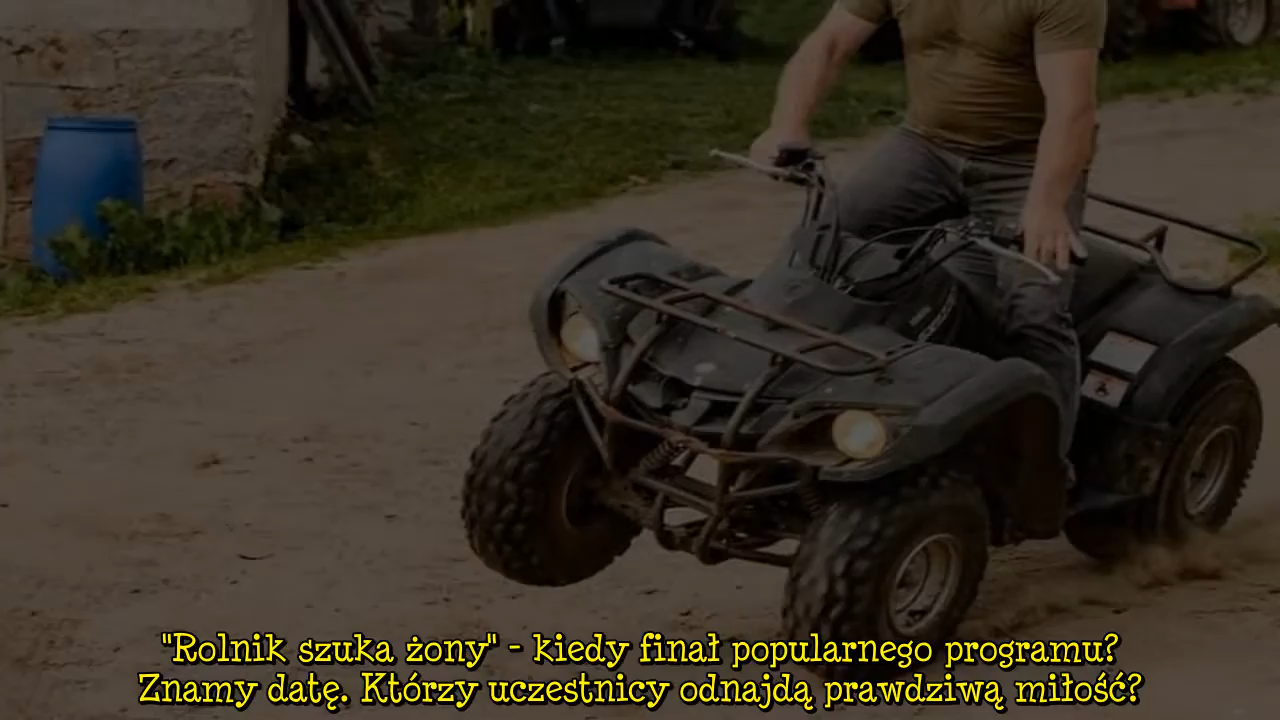 "Rolnik szuka żony" - kiedy finał popularnego programu?
Znamy datę. Którzy uczestnicy odnajdą prawdziwą miłość?